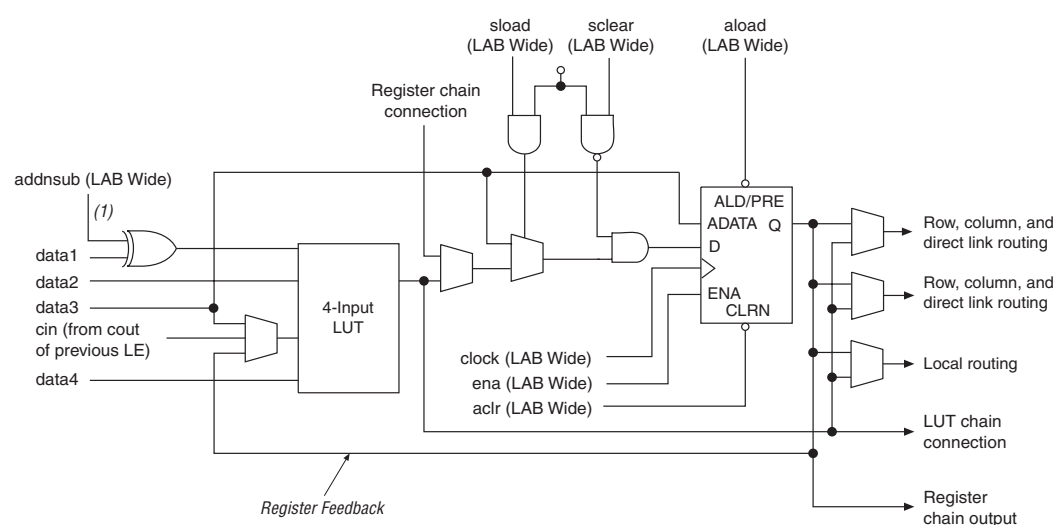 sload
(LAB Wide)
sclear
(LAB Wide)
aload
(LAB Wide)
Register chain
connection
addnsub (LAB Wide)
(1)
data1
data2
data3
cin (from cout
of previous LE)
data4
4-Input
LUT
ALD/PRE
ADATA
Q
D
ENA
CLRN
clock (LAB Wide)
ena (LAB Wide)
aclr (LAB Wide)
Row, column, and
direct link routing
Row, column, and
direct link routing
Local routing
LUT chain
connection
Register
chain output
Register Feedback